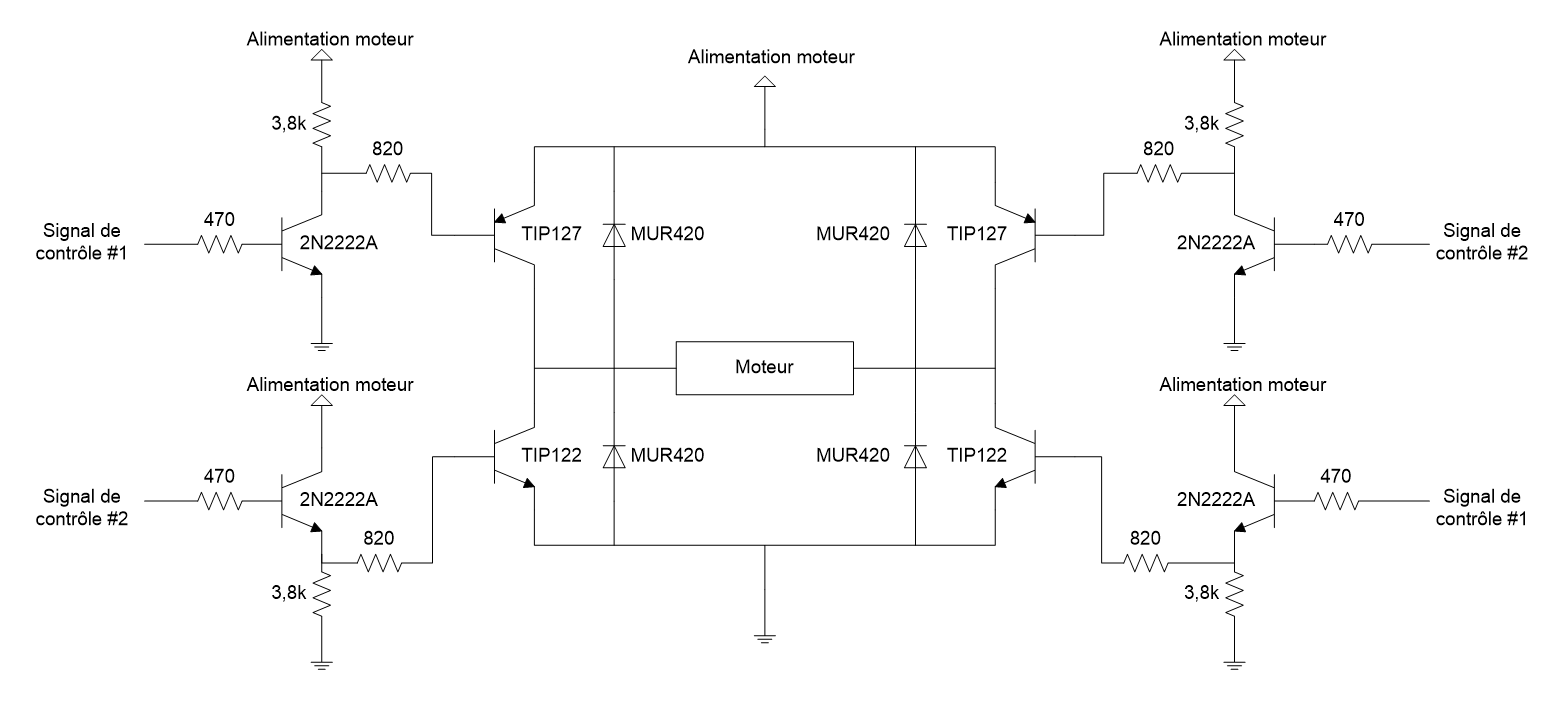 Alimentation moteur
Alimentation moteur
Alimentation moteur
3,8k
3,8k
820
820
470
470
Signal de
contrôle #1
2N2222A
TIP127
MUR420
MUR420
TIP127
2N2222A
Signal de
contrôle #2
Moteur
Alimentation moteur
Alimentation moteur
470
470
Signal de
contrôle #2
2N2222A
TIP122
MUR420
MUR420
TIP122
2N2222A
Signal de
contrôle #1
820
820
3,8k
3,8k